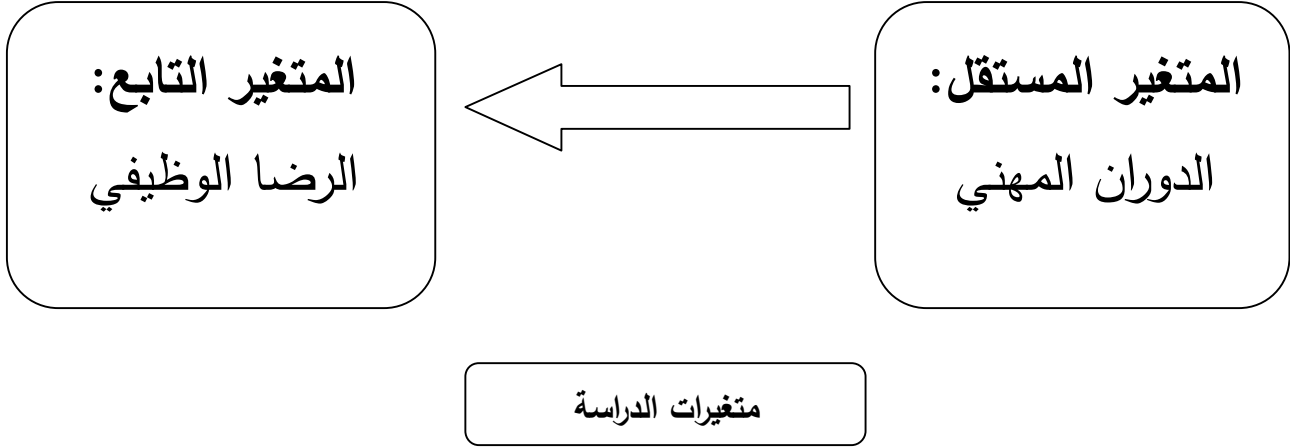 المتغير المستقل:
الدوران المهني
المتغير التابع:
الرضا الوظيفي
متغيرات الدراسة